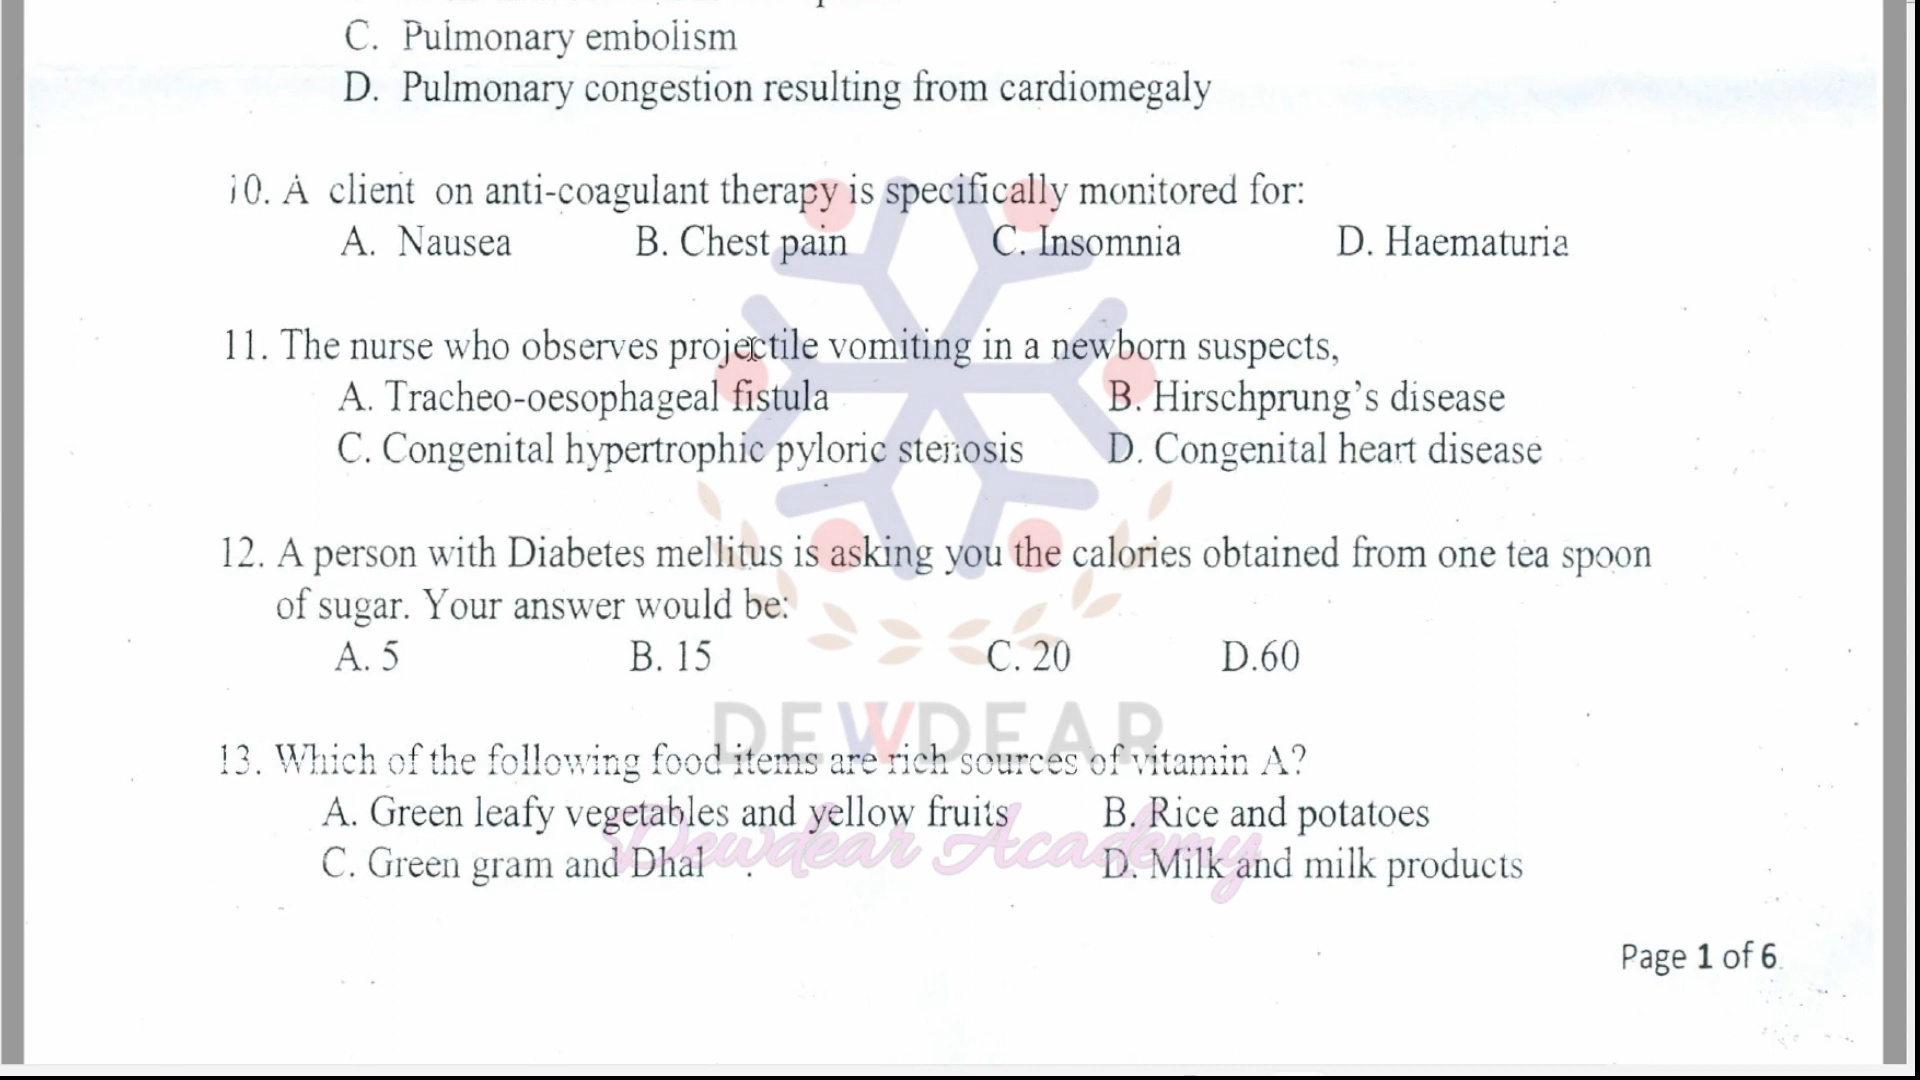 C. Pulmonary embolism
D. Pulmonary congestion resulting from cardiomegaly
10. A client on anti-coagulant therapy is specifically monitored for:
A. Nausea B. Chest pain C. Insomnia D. Haematuria
11. The nurse who observes projectile vomiting in a newborn suspects,
A. Tracheo-oesophageal fistula B. Hirschprung's disease
C. Congenital hypertrophic pyloric stenosis D. Congenital heart disease
12. A person with Diabetes mellitus is asking you the calories obtained from one tea spoon
of sugar. Your answer would be:
A. 5 B. 15 C. 20 D.60
DEWDEAR
13. Which of the following food items are rich sources of vitamin A?
A. Green leafy vegetables and yellow fruits B. Rice and potatoes
Dewdear Academy
C. Green gram and Dhal D. Milk and milk products
Page 1 of 6